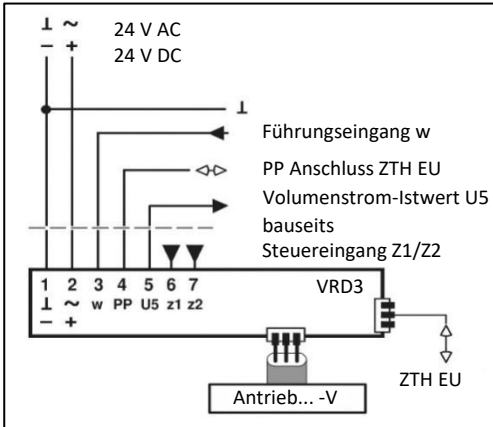 ⊥ ~ 24 V AC
− + 24 V DC
⊥
Führungseingang w
PP Anschluss ZTH EU
Volumenstrom-Istwert U5
bauseits
Steuereingang Z1/Z2
1 2 3 4 5 6 7 VRD3
⊥ ~ w PP U5 z1 z2
− +
ZTH EU
Antrieb... -V